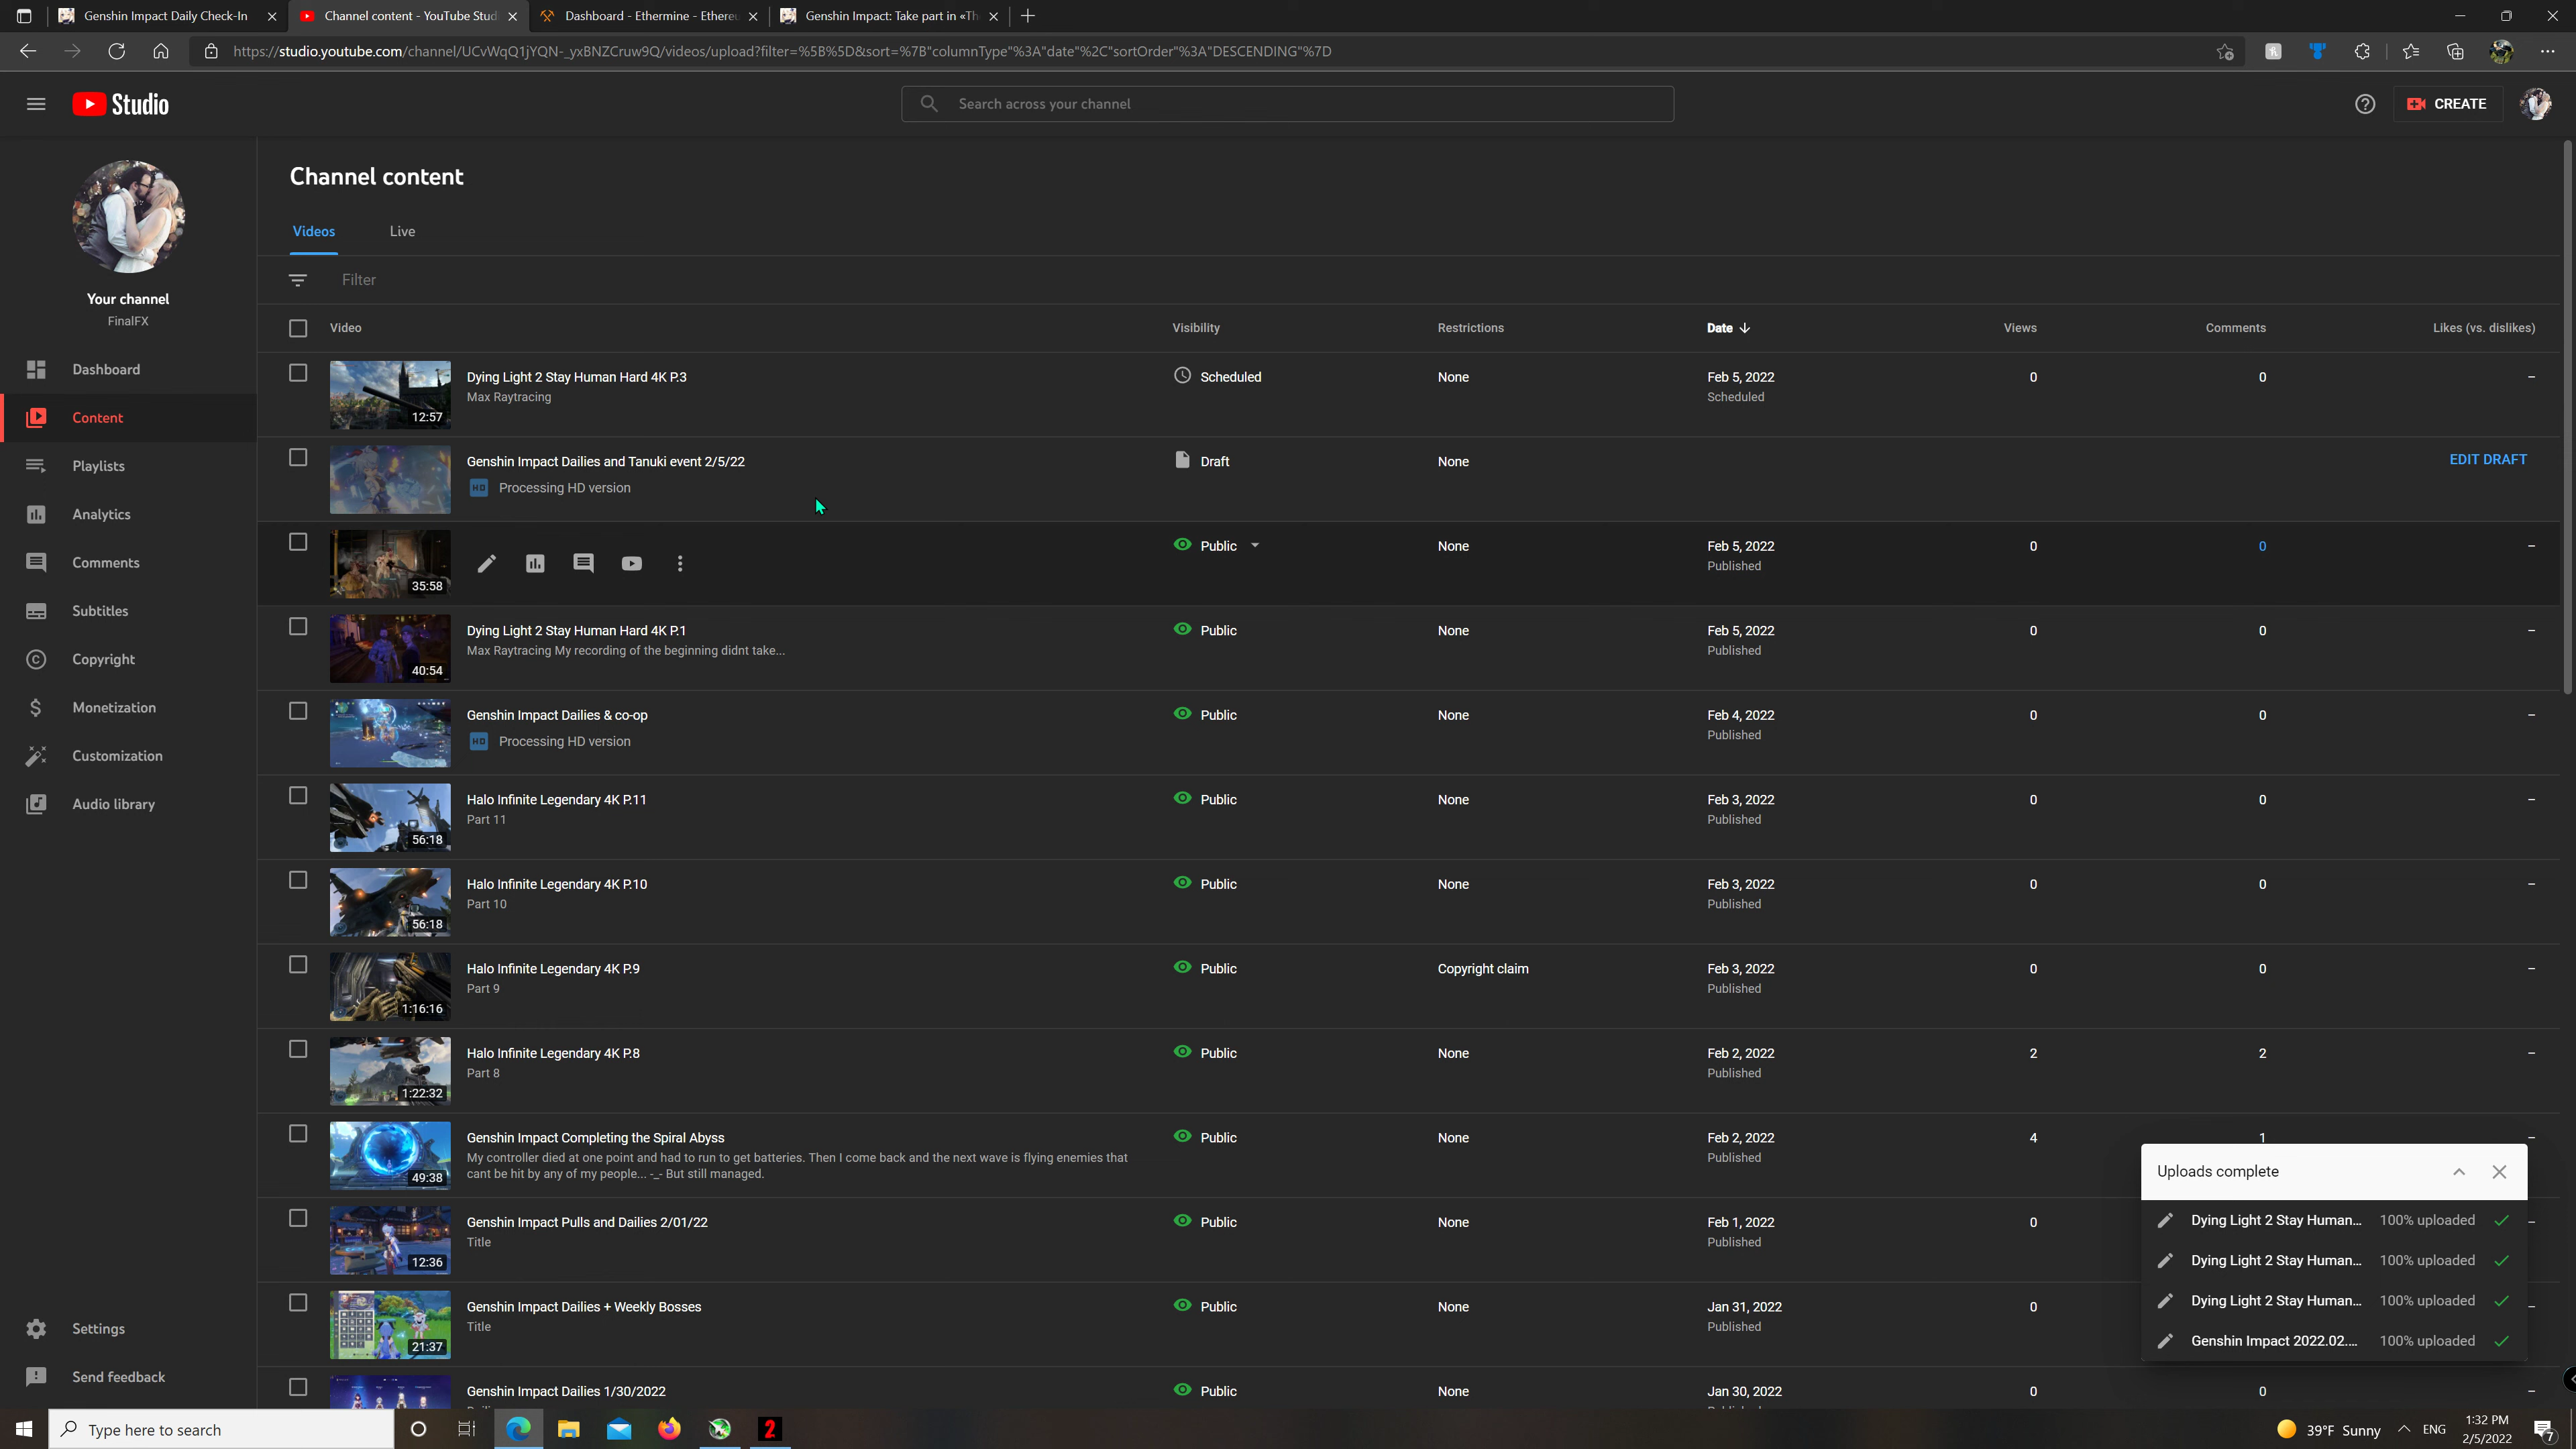 Genshin Impact Daily Check-In
Channel content - YouTube Studi
Dashboard - Ethermine - Ethereu
Genshin Impact: Take part in «Th
https://studio.youtube.com/channel/UCvWqQ1jYQN-_yxBNZCruw9Q/videos/upload?filter=%5B%5D&sort=%7B"columnType"%3A"date"%2C"sortOrder"%3A"DESCENDING"%7D
Studio
Search across your channel
CREATE
Channel content
Videos
Live
Your channel
FinalFX
Filter
Video
Visibility
Restrictions
Date
Views
Comments
Likes (vs. dislikes)
Dashboard
Content
Playlists
Analytics
Comments
Subtitles
Copyright
Monetization
Customization
Audio library
Settings
Send feedback
12:57
Dying Light 2 Stay Human Hard 4K P.3
Max Raytracing
Scheduled
None
Feb 5, 2022
Scheduled
0
0
–
Genshin Impact Dailies and Tanuki event 2/5/22
HD Processing HD version
Draft
None
EDIT DRAFT
35:58
Public
None
Feb 5, 2022
Published
0
0
–
40:54
Dying Light 2 Stay Human Hard 4K P.1
Max Raytracing My recording of the beginning didnt take...
Public
None
Feb 5, 2022
Published
0
0
–
Genshin Impact Dailies & co-op
HD Processing HD version
Public
None
Feb 4, 2022
Published
0
0
–
56:18
Halo Infinite Legendary 4K P.11
Part 11
Public
None
Feb 3, 2022
Published
0
0
–
56:18
Halo Infinite Legendary 4K P.10
Part 10
Public
None
Feb 3, 2022
Published
0
0
–
1:16:16
Halo Infinite Legendary 4K P.9
Part 9
Public
Copyright claim
Feb 3, 2022
Published
0
0
–
1:22:32
Halo Infinite Legendary 4K P.8
Part 8
Public
None
Feb 2, 2022
Published
2
2
–
49:38
Genshin Impact Completing the Spiral Abyss
My controller died at one point and had to run to get batteries. Then I come back and the next wave is flying enemies that
cant be hit by any of my people... -_- But still managed.
Public
None
Feb 2, 2022
Published
4
1
–
12:36
Genshin Impact Pulls and Dailies 2/01/22
Title
Public
None
Feb 1, 2022
Published
0
–
21:37
Genshin Impact Dailies + Weekly Bosses
Title
Public
None
Jan 31, 2022
Published
0
–
Genshin Impact Dailies 1/30/2022
Public
None
Jan 30, 2022
0
0
–
Uploads complete
Dying Light 2 Stay Human... 100% uploaded
Dying Light 2 Stay Human... 100% uploaded
Dying Light 2 Stay Human... 100% uploaded
Genshin Impact 2022.02.... 100% uploaded
Type here to search
2
39°F Sunny
ENG
1:32 PM
2/5/2022
7